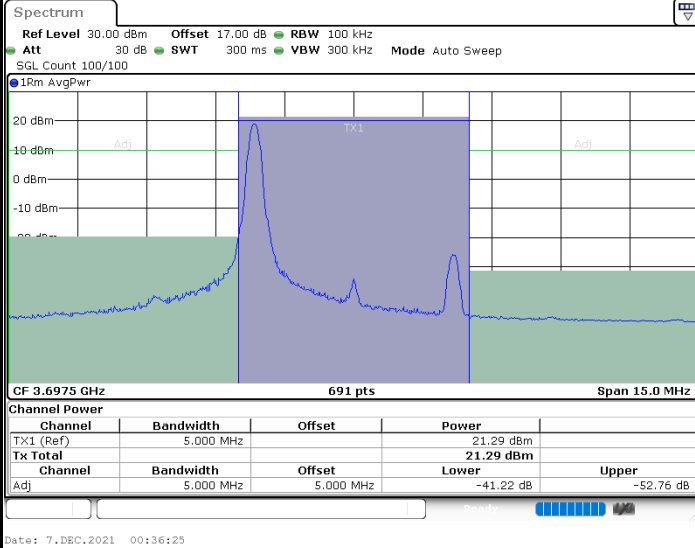 Spectrum
Ref Level 30.00 dBm Offset 17.00 dB RBW 100 kHz
Att 30 dB SWT 300 ms VBW 300 kHz Mode Auto Sweep
SGL Count 100/100
1Rm AvgPwr
20 dBm
TX1
10 dBm Adj Adj
0 dBm
-10 dBm
CF 3.6975 GHz 691 pts Span 15.0 MHz
Channel Power
Channel Bandwidth Offset Power
TX1 (Ref) 5.000 MHz 21.29 dBm
Tx Total 21.29 dBm
Channel Bandwidth Offset Lower Upper
Adj 5.000 MHz 5.000 MHz -41.22 dB -52.76 dB
Ready
Date: 7.DEC.2021 00:36:25